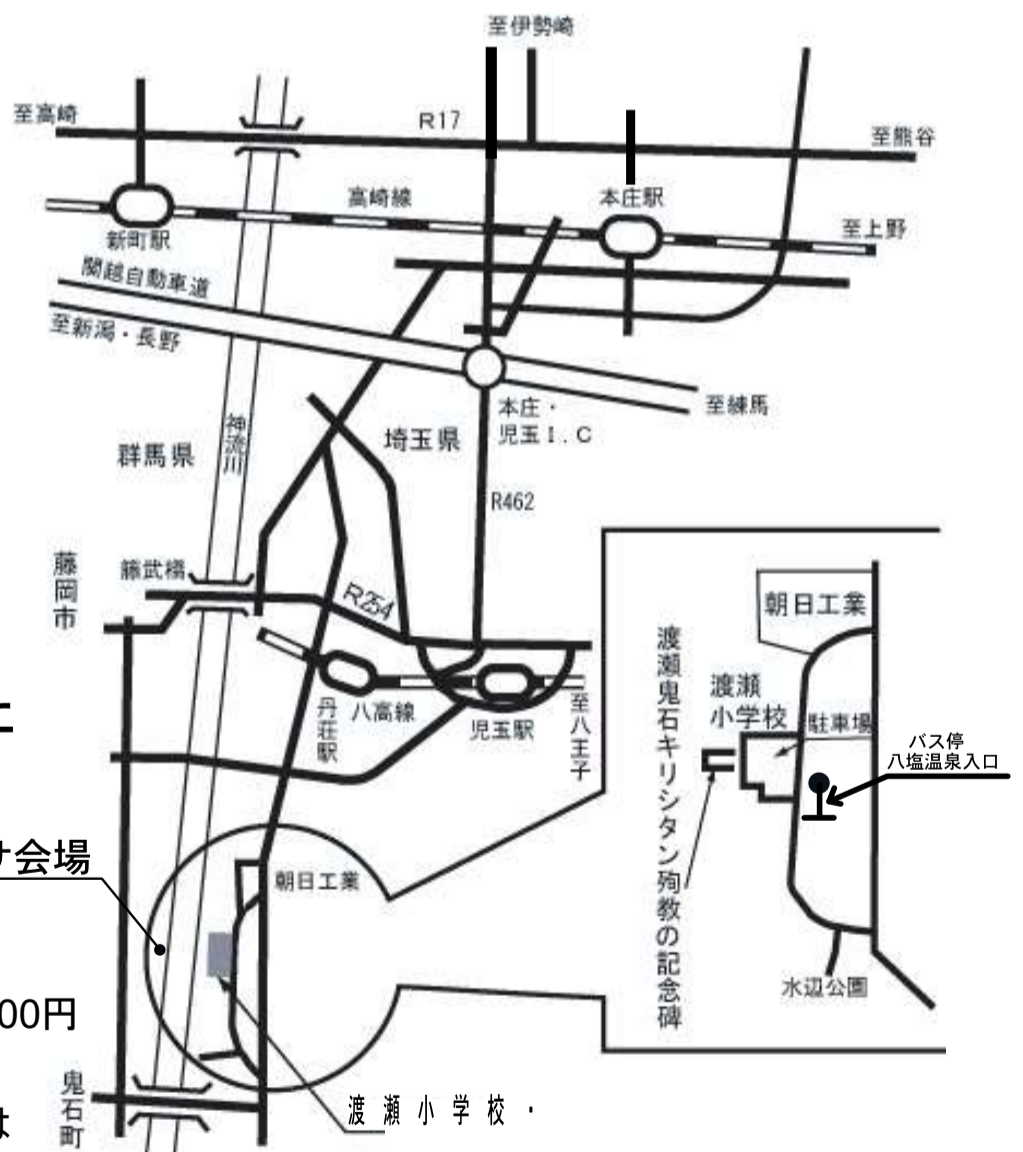 至伊勢崎
至高崎
R17
至熊谷
高崎線
本庄駅
至上野
新町駅
関越自動車道
至新潟・長野
至練馬
本庄・
児玉I.C
神流川
群馬県
埼玉県
R462
藤岡市
藤武橋
R254
丹荘駅
八高線
児玉駅
至八王子
朝日工業
渡瀬
小学校
駐車場
バス停
八塩温泉入口
渡瀬鬼石キリシタン殉教の記念碑
水辺公園
会場
朝日工業
00円
鬼石町
は
渡瀬小学校・